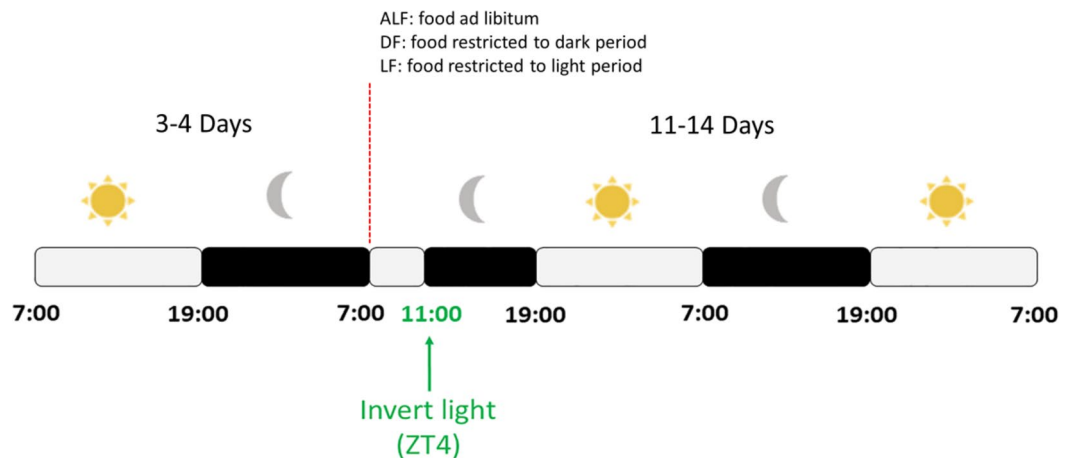 ALF: food ad libitum
DF: food restricted to dark period
LF: food restricted to light period
3-4 Days
11-14 Days
7:00 19:00 7:00 11:00 19:00 7:00 19:00 7:00
Invert light
(ZT4)